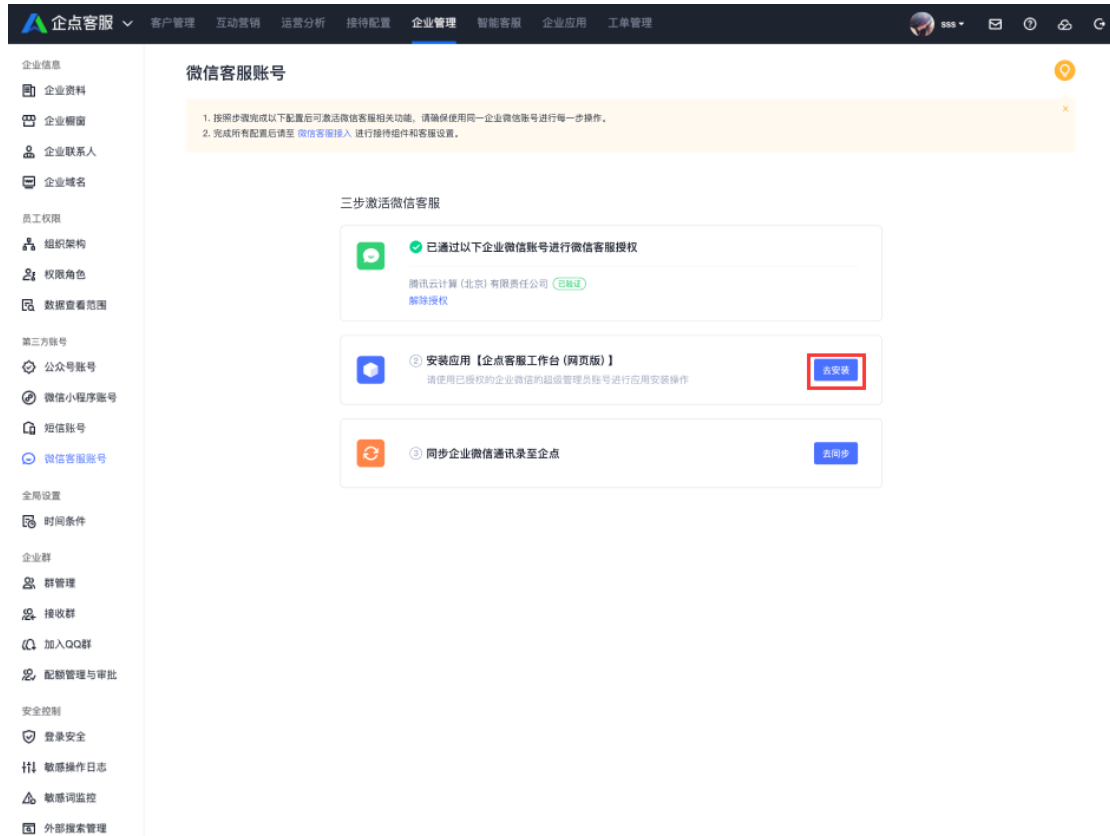 企点客服 客户管理 互动营销 运营分析 接待配置 企业管理 智能客服 企业应用 工单管理 sss
企业信息
企业资料
企业橱窗
企业联系人
企业域名
员工权限
组织架构
权限角色
数据查看范围
第三方账号
公众号账号
微信小程序账号
短信账号
微信客服账号
全局设置
时间条件
企业群
群管理
接收群
加入QQ群
配额管理与审批
安全控制
登录安全
敏感操作日志
敏感词监控
外部搜索管理
微信客服账号
1. 按照步骤完成以下配置后可激活微信客服相关功能，请确保使用同一企业微信账号进行每一步操作。
2. 完成所有配置后请至 微信客服接入 进行接待组件和客服设置。
三步激活微信客服
已通过以下企业微信账号进行微信客服授权
腾讯云计算 (北京) 有限责任公司 已验证
解除授权
② 安装应用【企点客服工作台 (网页版) 】
请使用已授权的企业微信的超级管理员账号进行应用安装操作
去安装
③ 同步企业微信通讯录至企点
去同步